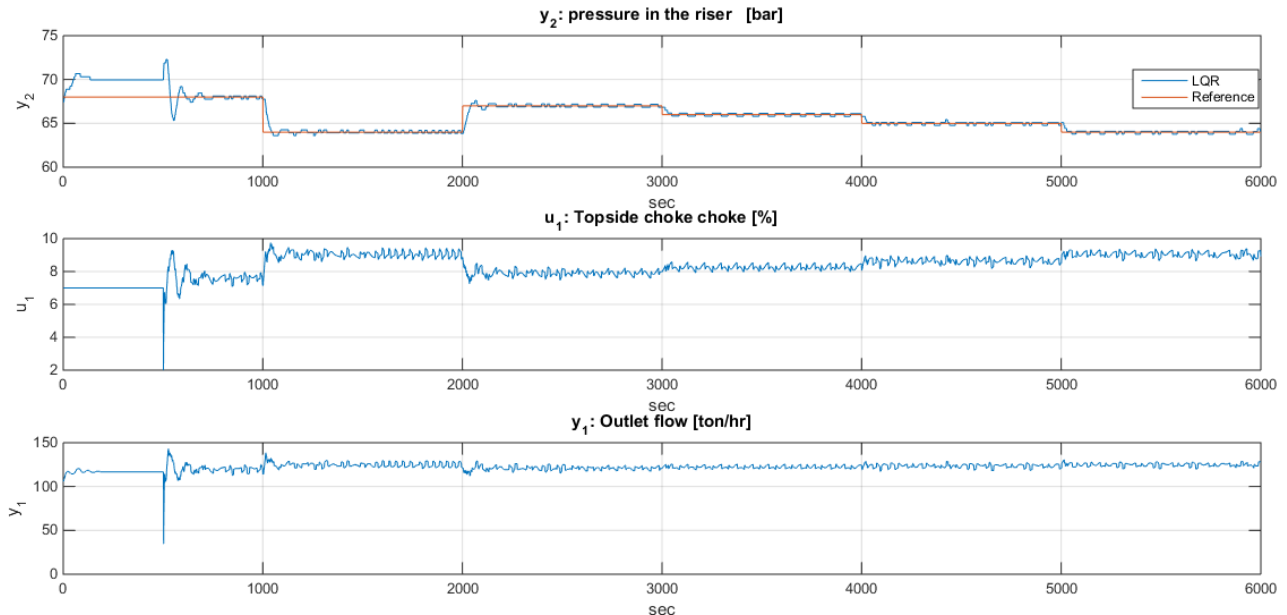 y2: pressure in the riser [bar]
75
70
65
60
y2
LQR
Reference
0 1000 2000 3000 4000 5000 6000
sec
u1: Topside choke choke [%]
10
8
6
4
2
u1
0 1000 2000 3000 4000 5000 6000
sec
y1: Outlet flow [ton/hr]
150
100
50
0
y1
0 1000 2000 3000 4000 5000 6000
sec